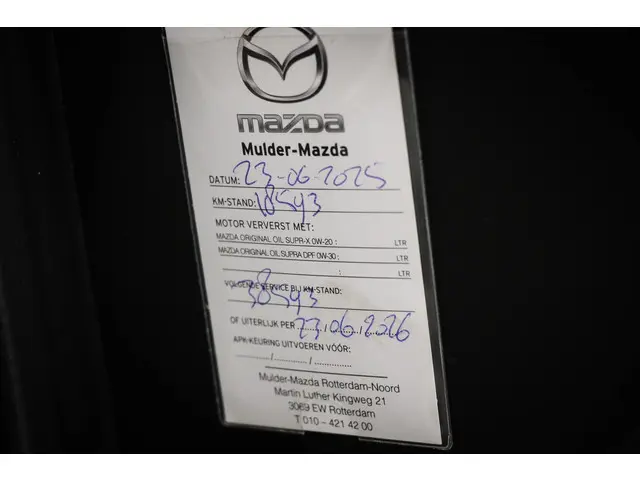 mazda
Mulder-Mazda
DATUM: 23-06-2025
KM-STAND: 18593
MOTOR VERVERST MET:
MAZDA ORIGINAL OIL SUPRA-X 0W-20 : LTR
MAZDA ORIGINAL OIL SUPRA DPF 0W-30 : LTR
: LTR
VOLGENDE SERVICE BIJ KM-STAND:
38593
OF UITERLIJK PER 23.06.2026
APK-KEURING UITVOEREN VÓÓR:
............/............/............
Mulder-Mazda Rotterdam-Noord
Martin Luther Kingweg 21
3069 EW Rotterdam
T 010 – 421 42 00